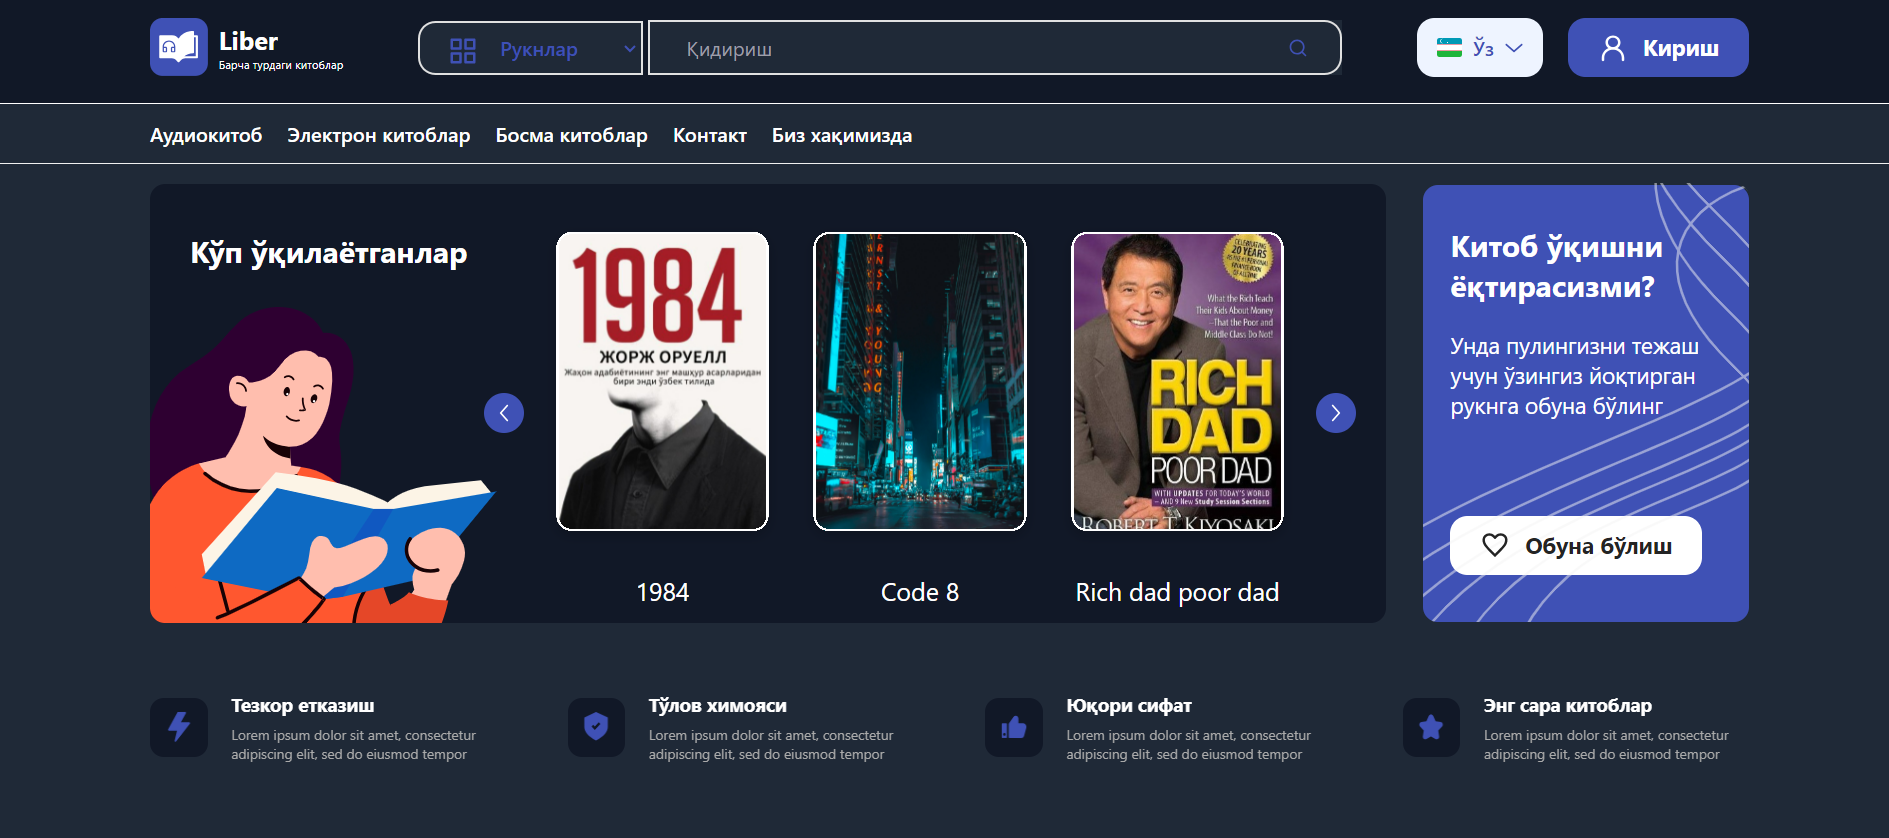 Liber
Барча турдаги китоблар
Рукнлар
Қидириш
Ўз
Кириш
Аудиокитоб
Электрон китоблар
Босма китоблар
Контакт
Биз хақимизда
Кўп ўқилаётганлар
1984
ЖОРЖ ОРУЕЛЛ
Жаҳон адабиётининг энг машҳур асарларидан
бири энди ўзбек тилида
ERNST & YOUNG
CELEBRATING
20 YEARS
What the Rich Teach
Their Kids About Money
–That the Poor and
Middle Class Do Not!
RICH
DAD
POOR DAD
WITH UPDATES FOR TODAY'S WORLD
– AND 9 New Study Session Sections
ROBERT T. KIYOSAKI
1984
Code 8
Rich dad poor dad
Китоб ўқишни
ёқтирасизми?
Унда пулингизни тежаш
учун ўзингиз йоқтирган
рукнга обуна бўлинг
Обуна бўлиш
Тезкор етказиш
Lorem ipsum dolor sit amet, consectetur
adipiscing elit, sed do eiusmod tempor
Тўлов химояси
Lorem ipsum dolor sit amet, consectetur
adipiscing elit, sed do eiusmod tempor
Юқори сифат
Lorem ipsum dolor sit amet, consectetur
adipiscing elit, sed do eiusmod tempor
Энг сара китоблар
Lorem ipsum dolor sit amet, consectetur
adipiscing elit, sed do eiusmod tempor